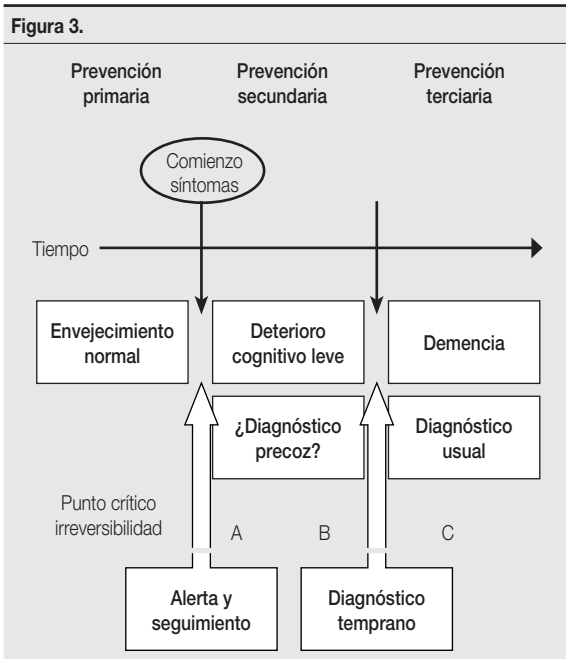 Figura 3.
Prevención
primaria
Prevención
secundaria
Prevención
terciaria
Comienzo
síntomas
Tiempo
Envejecimiento
normal
Deterioro
cognitivo leve
Demencia
¿Diagnóstico
precoz?
Diagnóstico
usual
Punto crítico
irreversibilidad
A
B
C
Alerta y
seguimiento
Diagnóstico
temprano